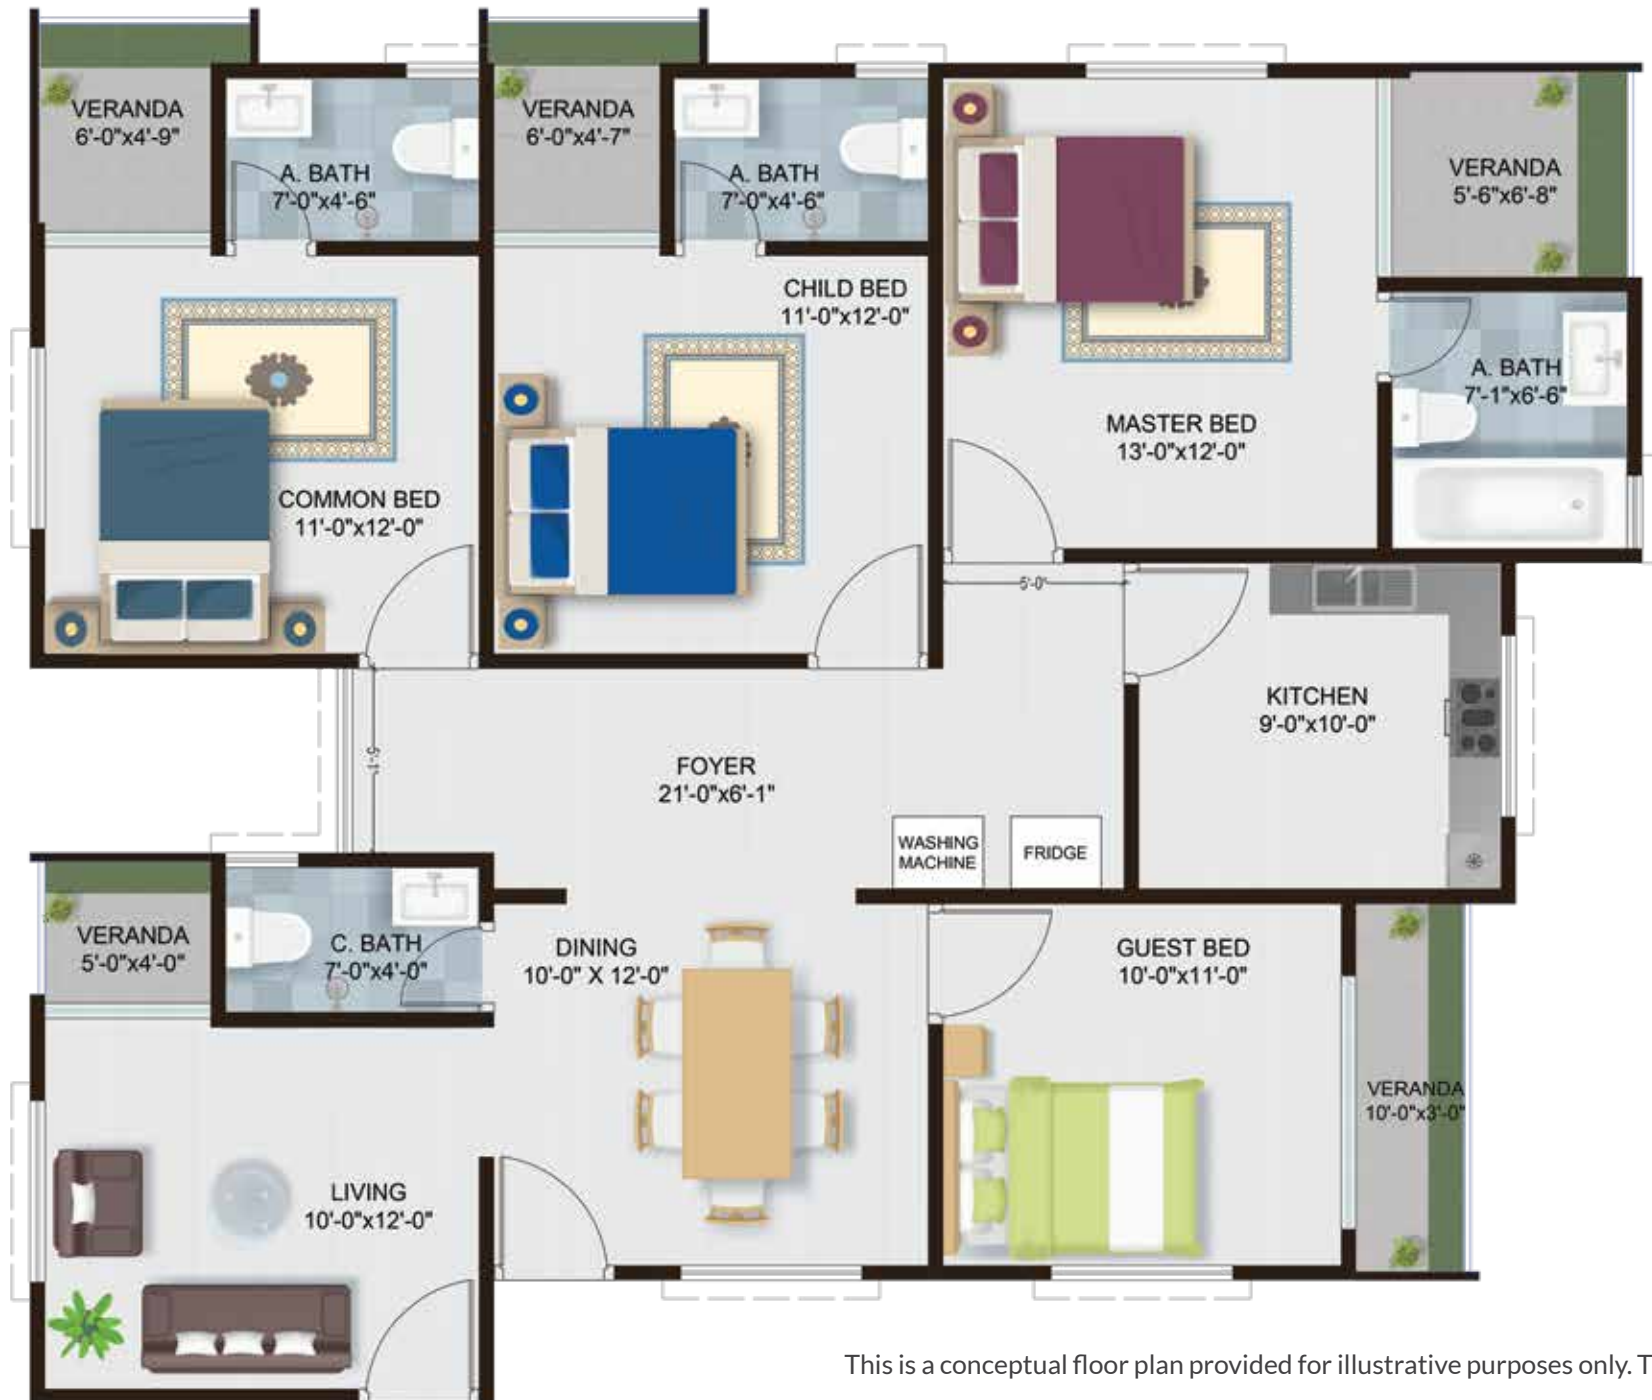 VERANDA
6'-0"x4'-9"
A. BATH
7'-0"x4'-6"
VERANDA
6'-0"x4'-7"
A. BATH
7'-0"x4'-6"
VERANDA
5'-6"x6'-8"
CHILD BED
11'-0"x12'-0"
A. BATH
7'-1"x6'-6"
MASTER BED
13'-0"x12'-0"
COMMON BED
11'-0"x12'-0"
5'-0"
KITCHEN
9'-0"x10'-0"
FOYER
21'-0"x6'-1"
WASHING
MACHINE
FRIDGE
VERANDA
5'-0"x4'-0"
C. BATH
7'-0"x4'-0"
DINING
10'-0" X 12'-0"
GUEST BED
10'-0"x11'-0"
VERANDA
10'-0"x3'-0"
LIVING
10'-0"x12'-0"
This is a conceptual floor plan provided for illustrative purposes only. T